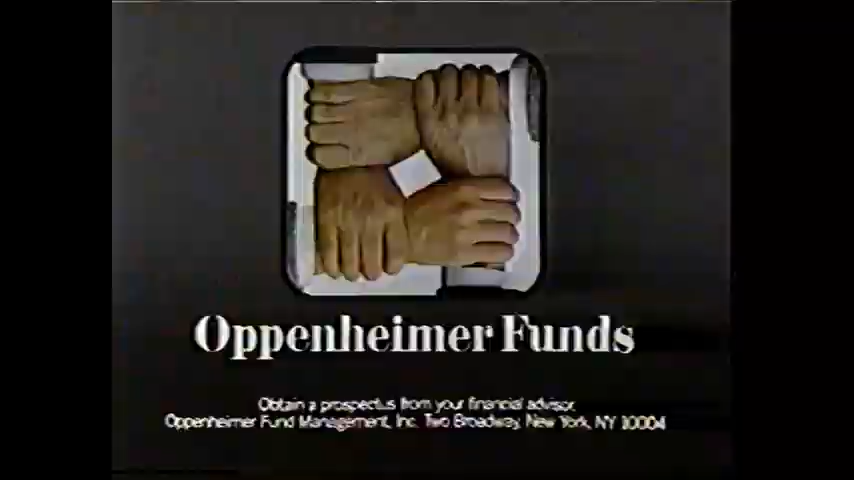 Oppenheimer Funds
Obtain a prospectus from your financial advisor.
Oppenheimer Fund Management, Inc. Two Broadway, New York, NY 10004